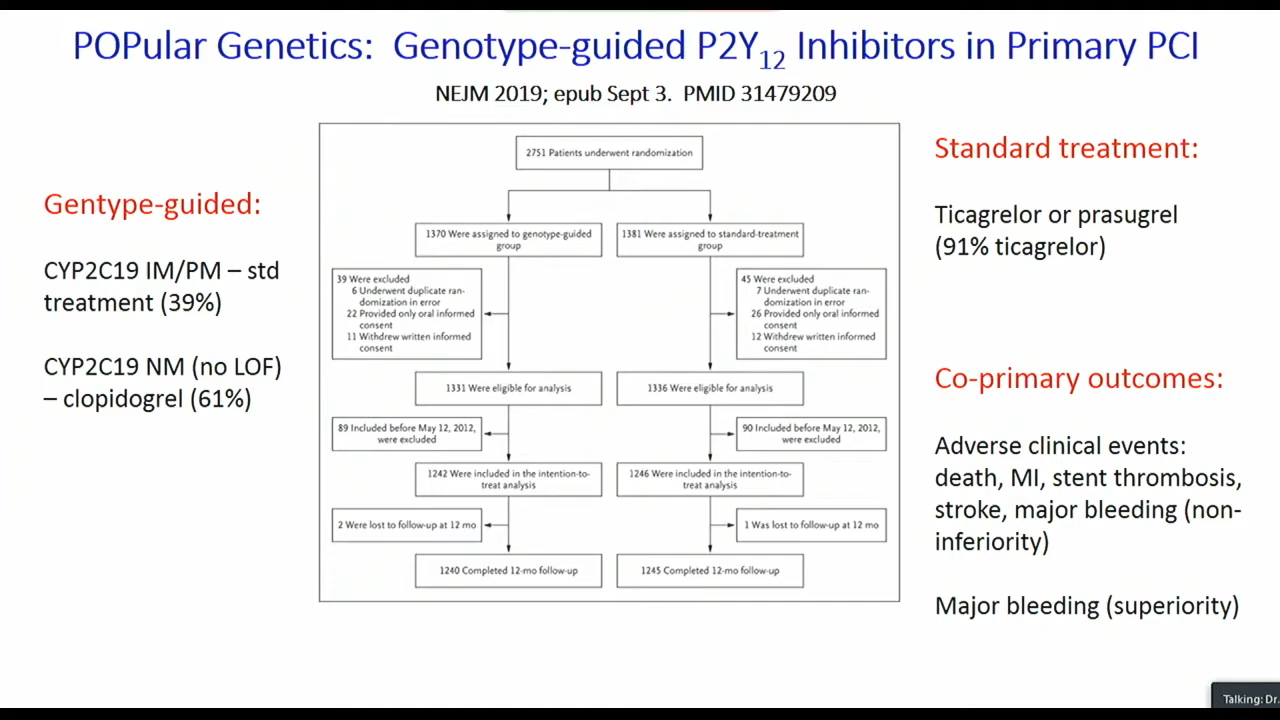 POPular Genetics: Genotype-guided P2Y12 Inhibitors in Primary PCI
NEJM 2019; epub Sept 3. PMID 31479209
Gentype-guided:
CYP2C19 IM/PM – std
treatment (39%)
CYP2C19 NM (no LOF)
– clopidogrel (61%)
2751 Patients underwent randomization
1370 Were assigned to genotype-guided
group
1381 Were assigned to standard-treatment
group
39 Were excluded
6 Underwent duplicate ran-
domization in error
22 Provided only oral informed
consent
11 Withdrew written informed
consent
45 Were excluded
7 Underwent duplicate ran-
domization in error
26 Provided only oral informed
consent
12 Withdrew written informed
consent
1331 Were eligible for analysis
1336 Were eligible for analysis
89 Included before May 12, 2012,
were excluded
90 Included before May 12, 2012,
were excluded
1242 Were included in the intention-to-
treat analysis
1246 Were included in the intention-to-
treat analysis
2 Were lost to follow-up at 12 mo
1 Was lost to follow-up at 12 mo
1240 Completed 12-mo follow-up
1245 Completed 12-mo follow-up
Standard treatment:
Ticagrelor or prasugrel
(91% ticagrelor)
Co-primary outcomes:
Adverse clinical events:
death, MI, stent thrombosis,
stroke, major bleeding (non-
inferiority)
Major bleeding (superiority)
Talking: Dr.